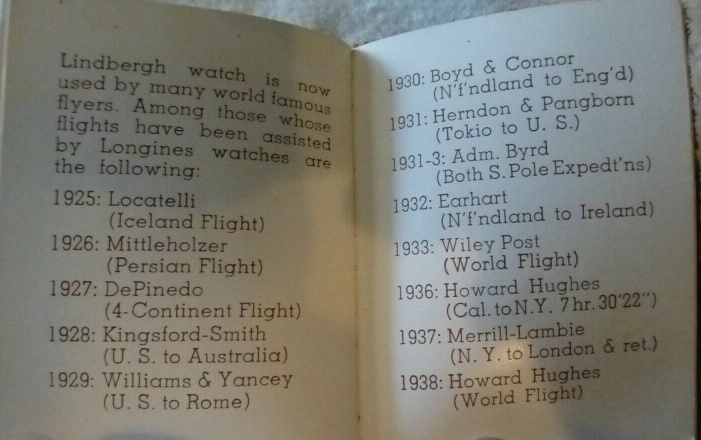 Lindbergh watch is now
used by many world famous
flyers. Among those whose
flights have been assisted
by Longines watches are
the following:
1925: Locatelli
(Iceland Flight)
1926: Mittleholzer
(Persian Flight)
1927: DePinedo
(4-Continent Flight)
1928: Kingsford-Smith
(U. S. to Australia)
1929: Williams & Yancey
(U. S. to Rome)
1930: Boyd & Connor
(N'f'ndland to Eng'd)
1931: Herndon & Pangborn
(Tokio to U. S.)
1931-3: Adm. Byrd
(Both S. Pole Expedt'ns)
1932: Earhart
(N'f'ndland to Ireland)
1933: Wiley Post
(World Flight)
1936: Howard Hughes
(Cal. to N.Y. 7 hr. 30'22")
1937: Merrill-Lambie
(N. Y. to London & ret.)
1938: Howard Hughes
(World Flight)